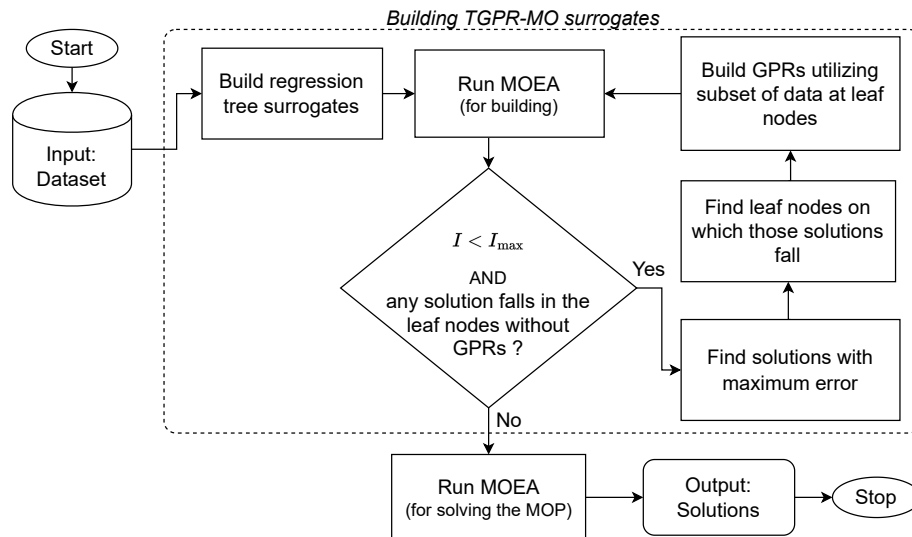 Building TGPR-MO surrogates
Start
Input:
Dataset
Build regression
tree surrogates
Run MOEA
(for building)
Build GPRs utilizing
subset of data at leaf
nodes
I < I_max
AND
any solution falls in the
leaf nodes without
GPRs ?
Yes
Find leaf nodes on
which those solutions
fall
Find solutions with
maximum error
No
Run MOEA
(for solving the MOP)
Output:
Solutions
Stop